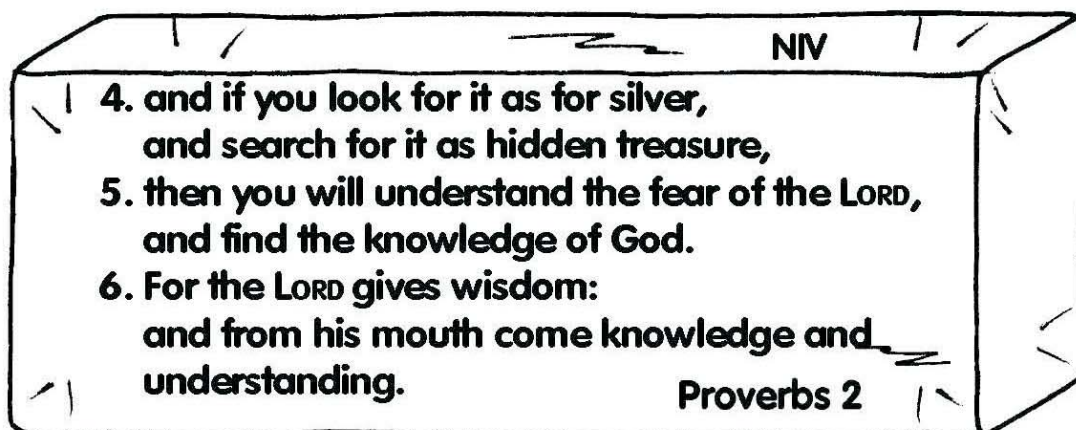 NIV
4. and if you look for it as for silver,
and search for it as hidden treasure,
5. then you will understand the fear of the LORD,
and find the knowledge of God.
6. For the LORD gives wisdom:
and from his mouth come knowledge and
understanding.
Proverbs 2